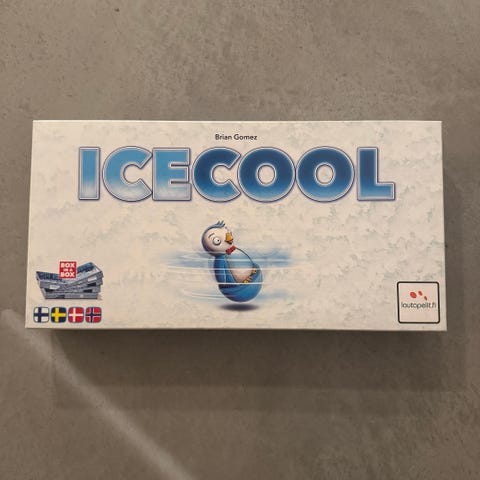 Brian Gomez
ICECOOL
BOX
IN A
BOX
lautapelit.fi